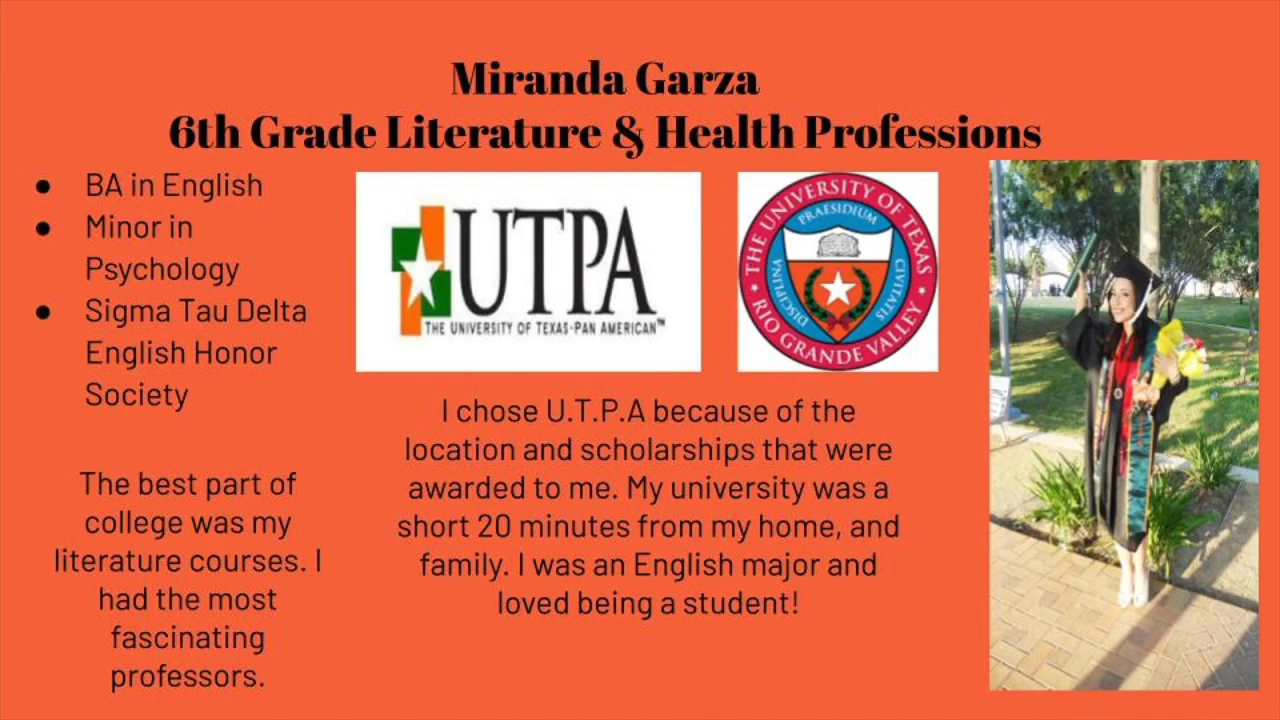 Miranda Garza
6th Grade Literature & Health Professions
● BA in English
● Minor in
Psychology
● Sigma Tau Delta
English Honor
Society
The best part of
college was my
literature courses. I
had the most
fascinating
professors.
UTPA
THE UNIVERSITY OF TEXAS-PAN AMERICAN™
THE UNIVERSITY OF TEXAS
RIO GRANDE VALLEY
PRAESIDIUM
DISCIPLINA
CIVITATIS
I chose U.T.P.A because of the
location and scholarships that were
awarded to me. My university was a
short 20 minutes from my home, and
family. I was an English major and
loved being a student!